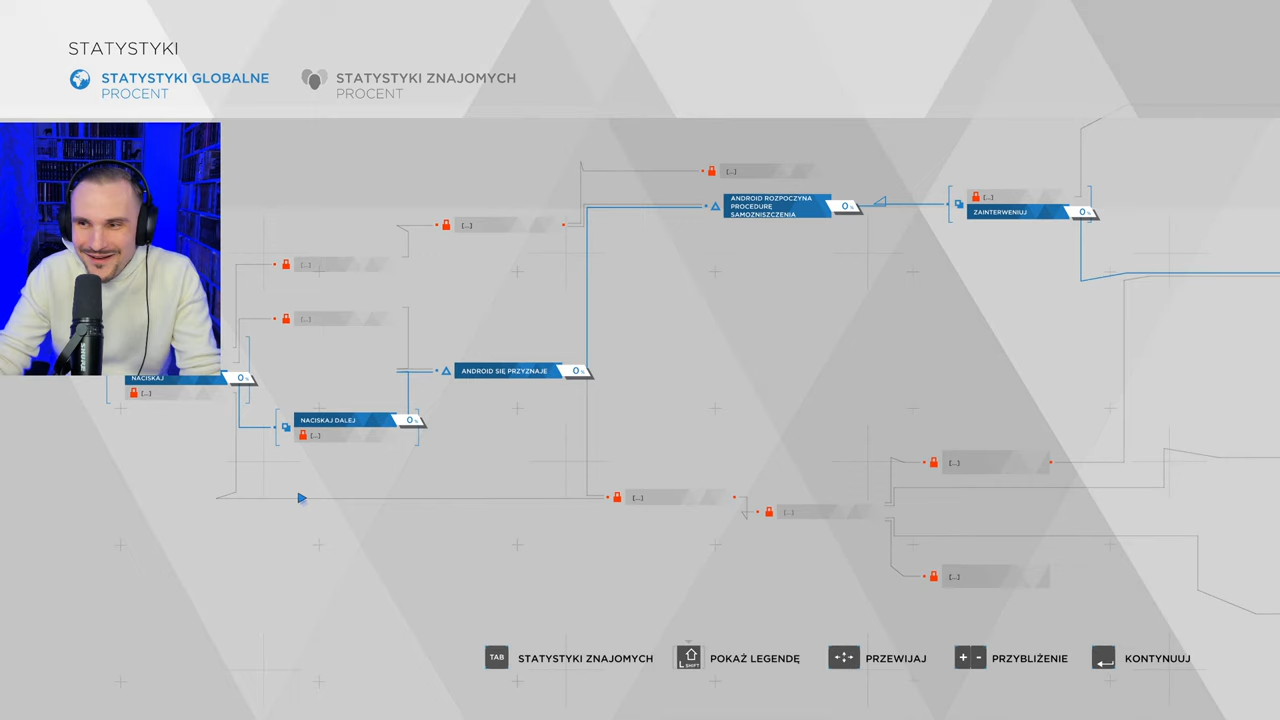 STATYSTYKI
STATYSTYKI GLOBALNE
PROCENT
STATYSTYKI ZNAJOMYCH
PROCENT
[...]
ANDROID ROZPOCZYNA
PROCEDURĘ
SAMOZNISZCZENIA
0%
[...]
ZAINTERWENIUJ
0%
[...]
[...]
[...]
ANDROID SIĘ PRZYZNAJE
0%
NACISKAJ
0%
[...]
NACISKAJ DALEJ
0%
[...]
[...]
[...]
[...]
[...]
TAB
STATYSTYKI ZNAJOMYCH
L SHIFT
POKAŻ LEGENDĘ
PRZEWIJAJ
+ -
PRZYBLIŻENIE
KONTYNUUJ